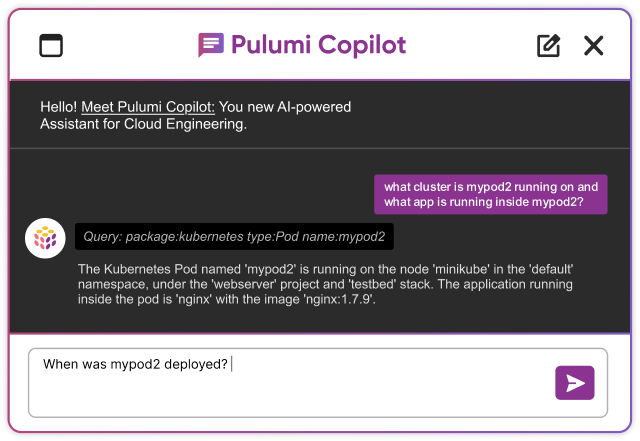 Pulumi Copilot
Hello! Meet Pulumi Copilot: You new AI-powered
Assistant for Cloud Engineering.
what cluster is mypod2 running on and
what app is running inside mypod2?
Query: package:kubernetes type:Pod name:mypod2
The Kubernetes Pod named 'mypod2' is running on the node 'minikube' in the 'default'
namespace, under the 'webserver' project and 'testbed' stack. The application running
inside the pod is 'nginx' with the image 'nginx:1.7.9'.
When was mypod2 deployed?